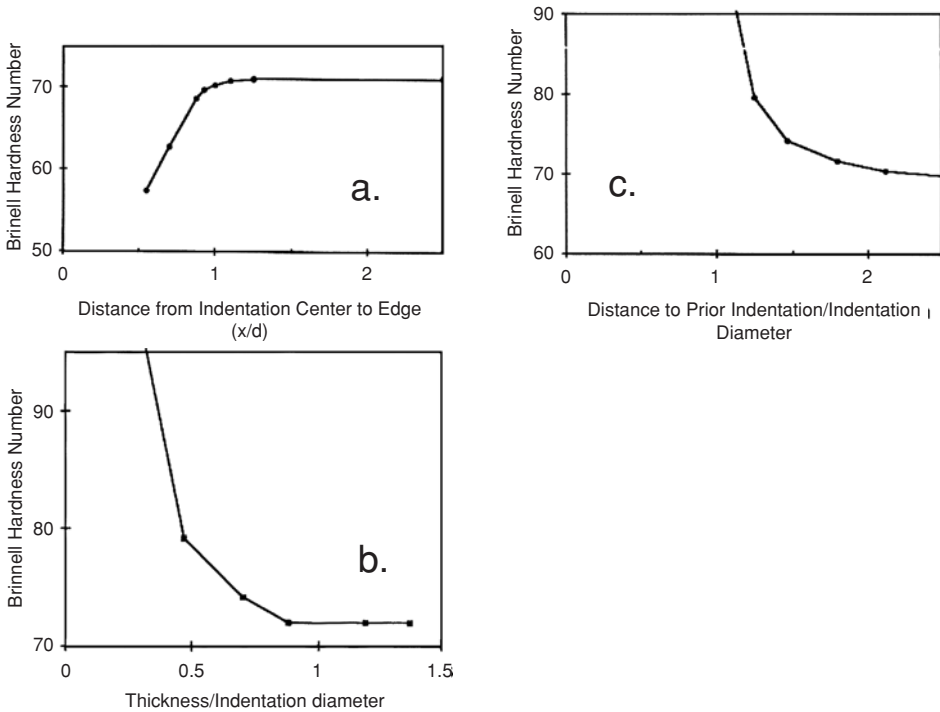 Brinell Hardness Number
70
60
50
0
1
2
a.
Distance from Indentation Center to Edge
(x/d)
Brinell Hardness Number
90
80
70
60
0
1
2
c.
Distance to Prior Indentation/Indentation
Diameter
Brinnell Hardness Number
90
80
70
0
0.5
1
1.5
b.
Thickness/Indentation diameter